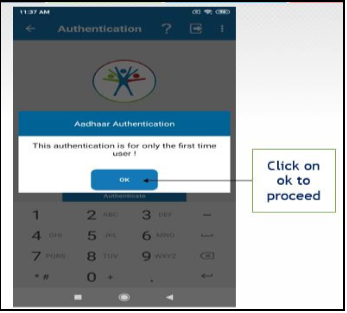 11:37 AM
Authentication ?
Aadhaar Authentication
This authentication is for only the first time
user !
OK
Click on
ok to
proceed
Authenticate
1 2 ABC 3 DEF
4 GHI 5 JKL 6 MNO
7 PQRS 8 TUV 9 WXYZ
* # 0 + .